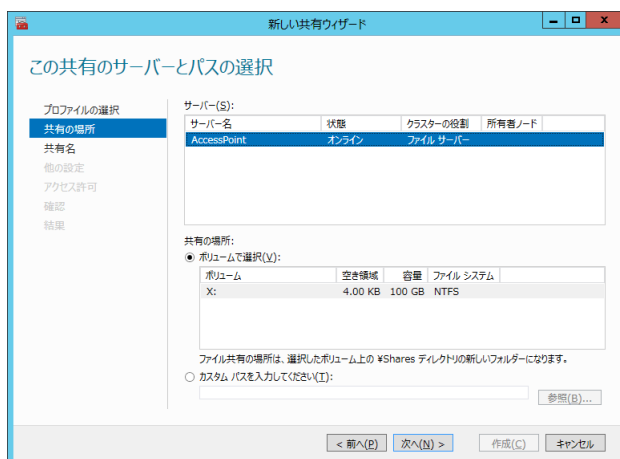 新しい共有ウィザード
この共有のサーバーとパスの選択
プロファイルの選択
共有の場所
共有名
他の設定
アクセス許可
確認
結果
サーバー(S):
サーバー名 状態 クラスターの役割 所有者ノード
AccessPoint オンライン ファイル サーバー
共有の場所:
ボリュームで選択(V):
ボリューム 空き領域 容量 ファイル システム
X: 4.00 KB 100 GB NTFS
ファイル共有の場所は、選択したボリューム上の ¥Shares ディレクトリの新しいフォルダーになります。
カスタム パスを入力してください(T):
参照(B)...
< 前へ(P) 次へ(N) > 作成(C) キャンセル